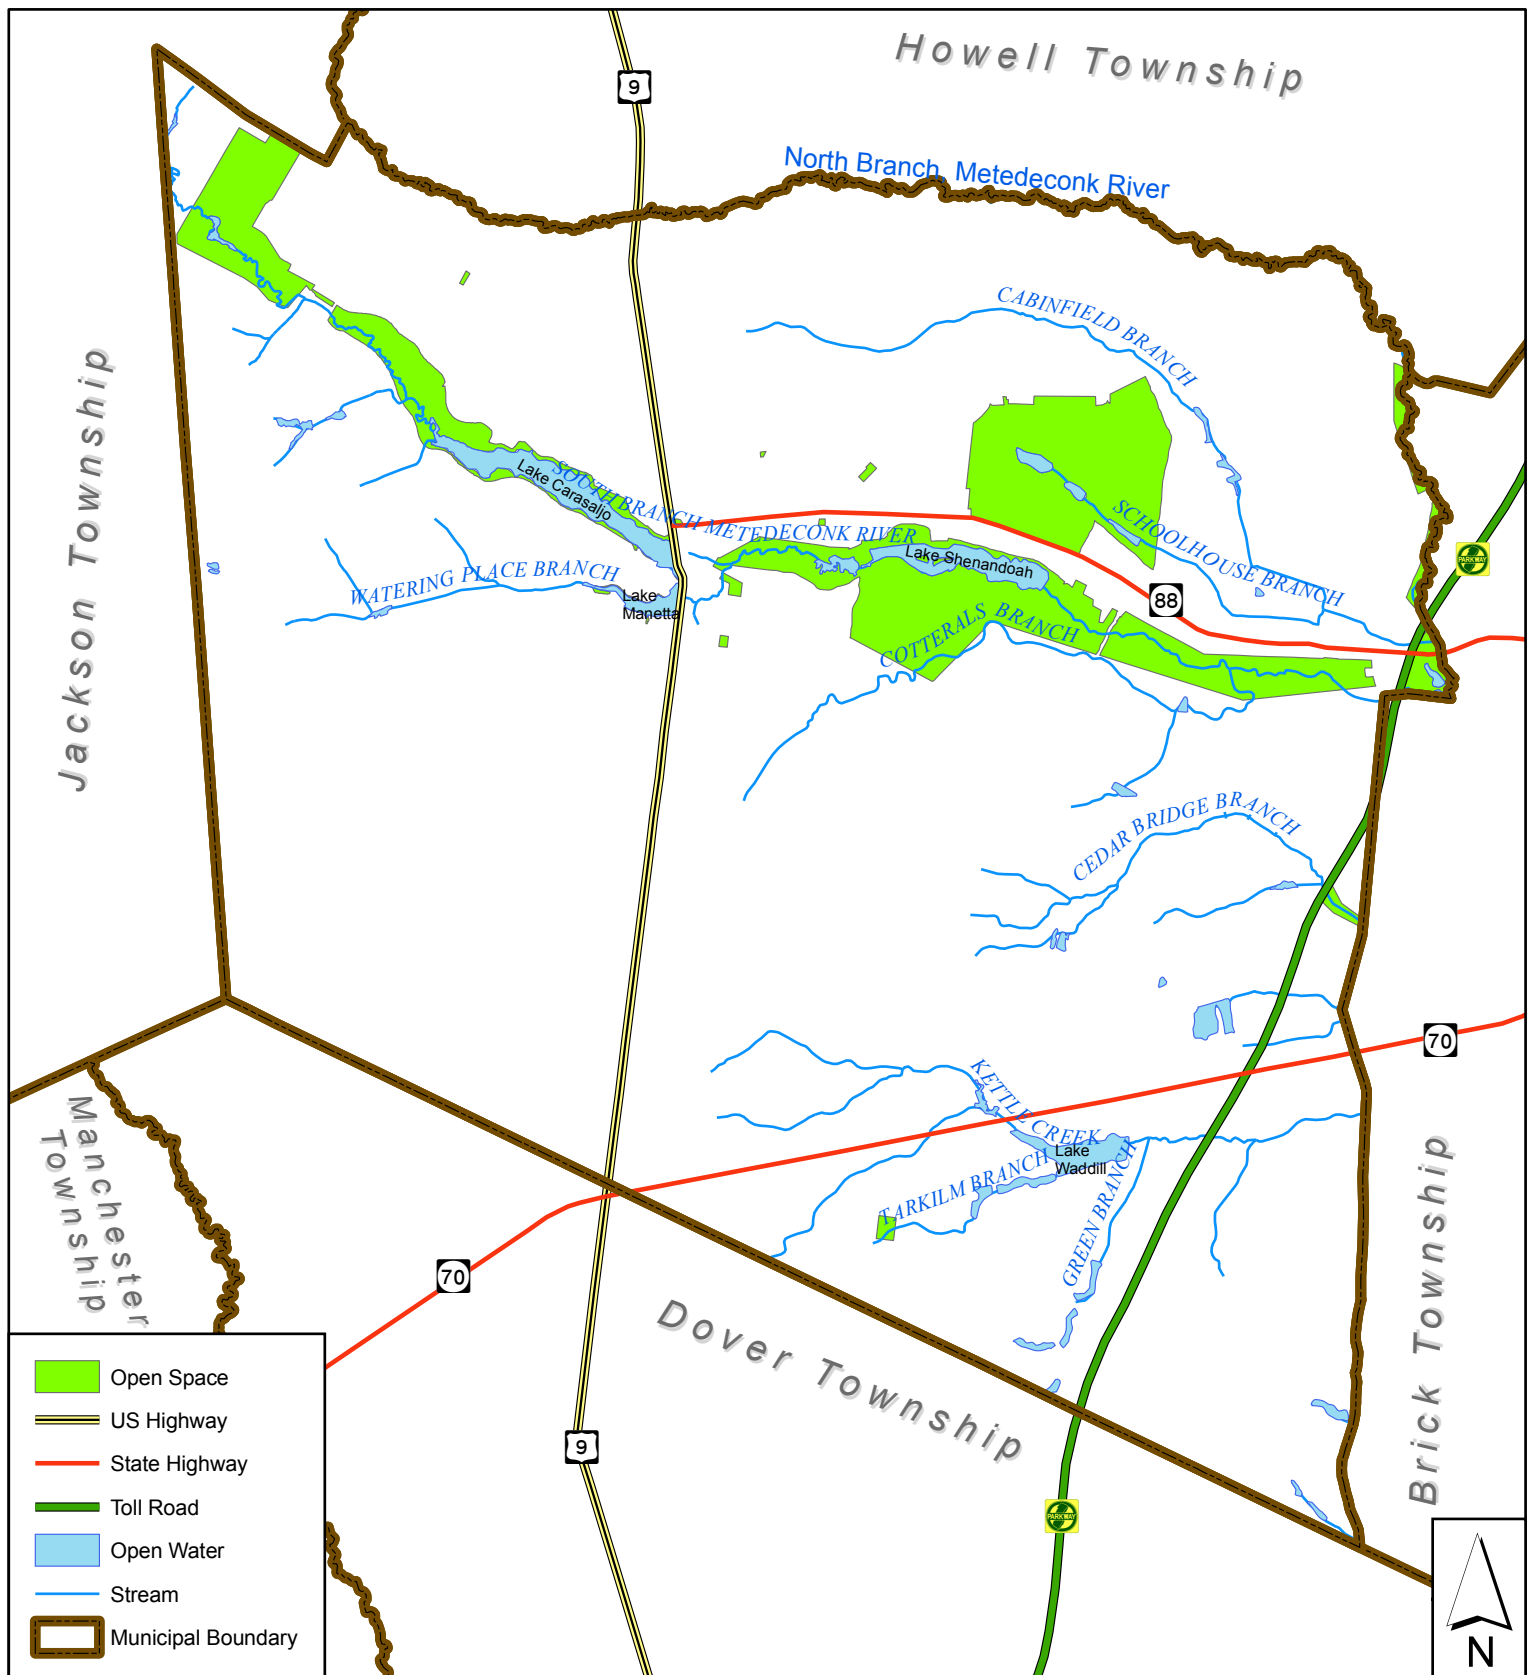 Howell Township
9
North Branch, Metedeconk River
CABINFIELD BRANCH
Jackson Township
Lake Carasaljo
SOUTH BRANCH METEDECONK RIVER
SCHOOLHOUSE BRANCH
PARKWAY
Lake Shenandoah
WATERING PLACE BRANCH
Lake
Manetta
88
COTTERALS BRANCH
CEDAR BRIDGE BRANCH
70
KETTLE CREEK
Lake
Waddill
TARKILM BRANCH
GREEN BRANCH
Manchester
Township
70
Dover Township
Brick Township
9
PARKWAY
Open Space
US Highway
State Highway
Toll Road
Open Water
Stream
Municipal Boundary
N